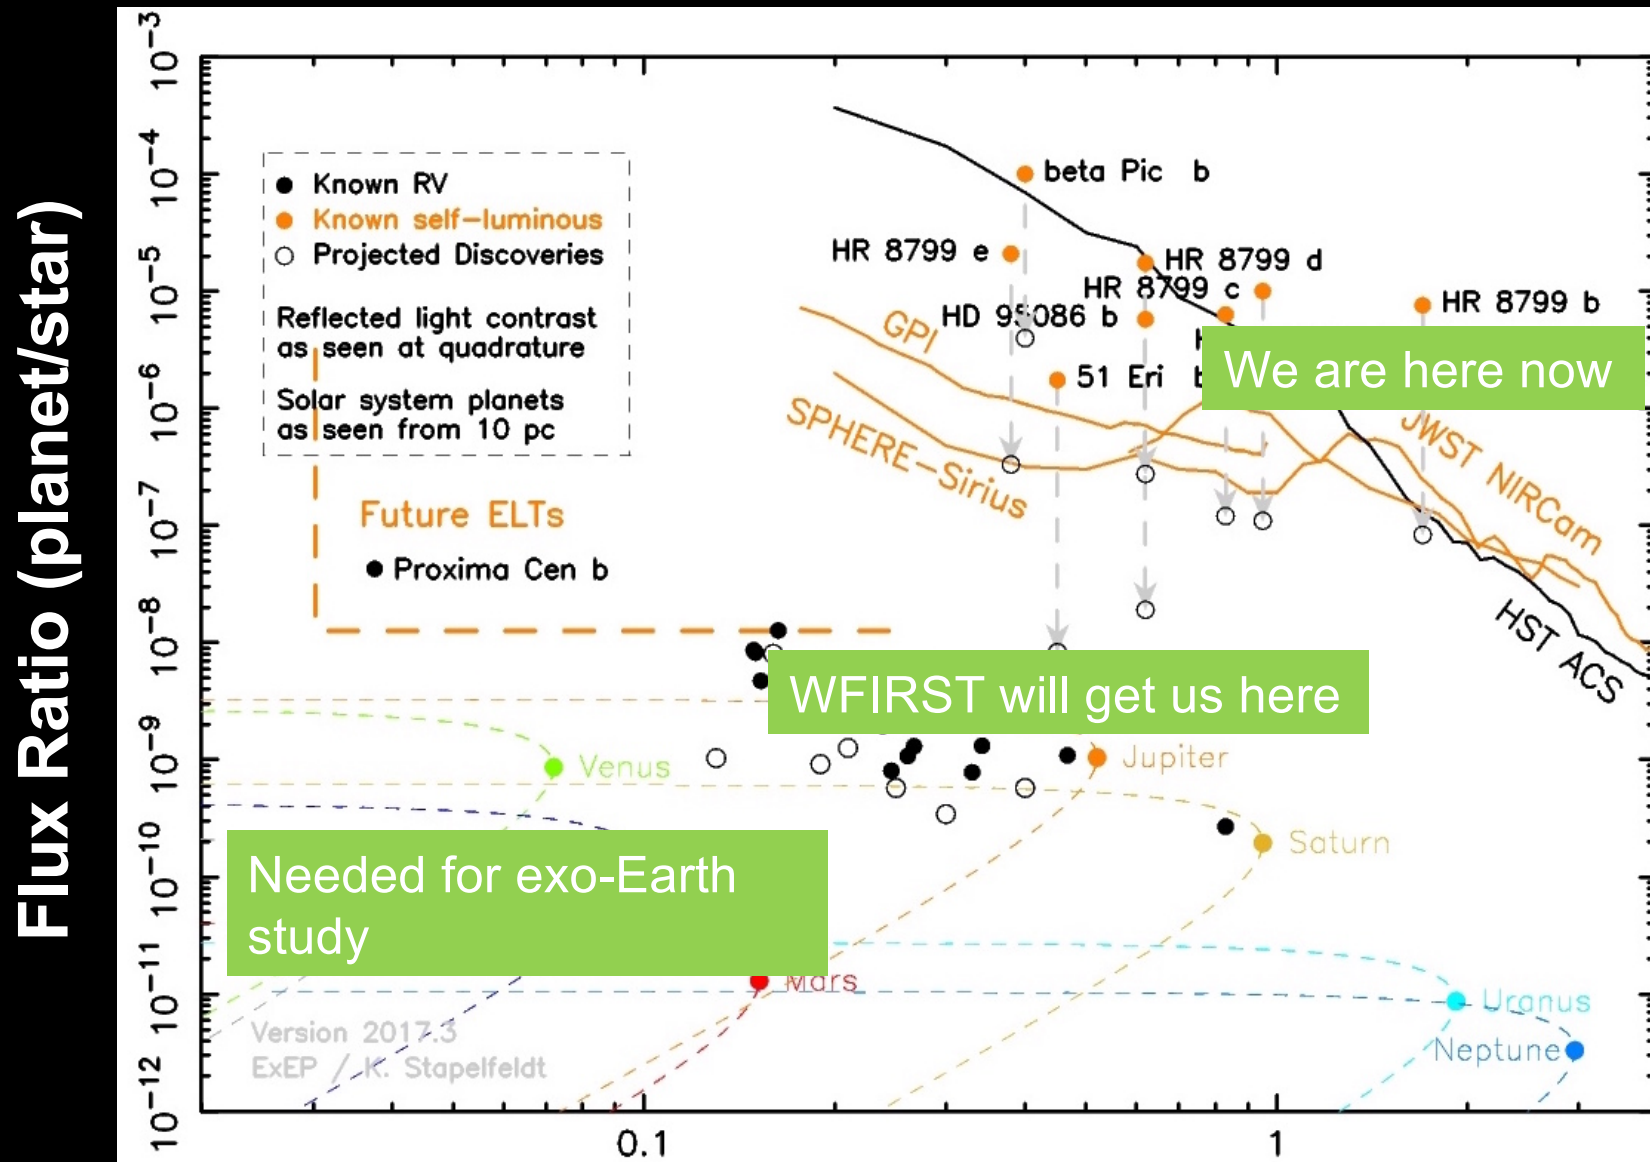 Flux Ratio (planet/star)
10−3
10−4
10−5
10−6
10−7
10−8
10−9
10−10
10−11
10−12
Known RV
Known self−luminous
Projected Discoveries
Reflected light contrast
as seen at quadrature
Solar system planets
as seen from 10 pc
Future ELTs
Proxima Cen b
beta Pic b
HR 8799 e
HR 8799 d
HR 8799 c
HR 8799 b
HD 95086 b
GPI
51 Eri
We are here now
SPHERE−Sirius
JWST NIRCam
HST ACS
WFIRST will get us here
Venus
Jupiter
Saturn
Needed for exo-Earth
study
Mars
Uranus
Neptune
Version 2017.3
ExEP / K. Stapelfeldt
0.1
1